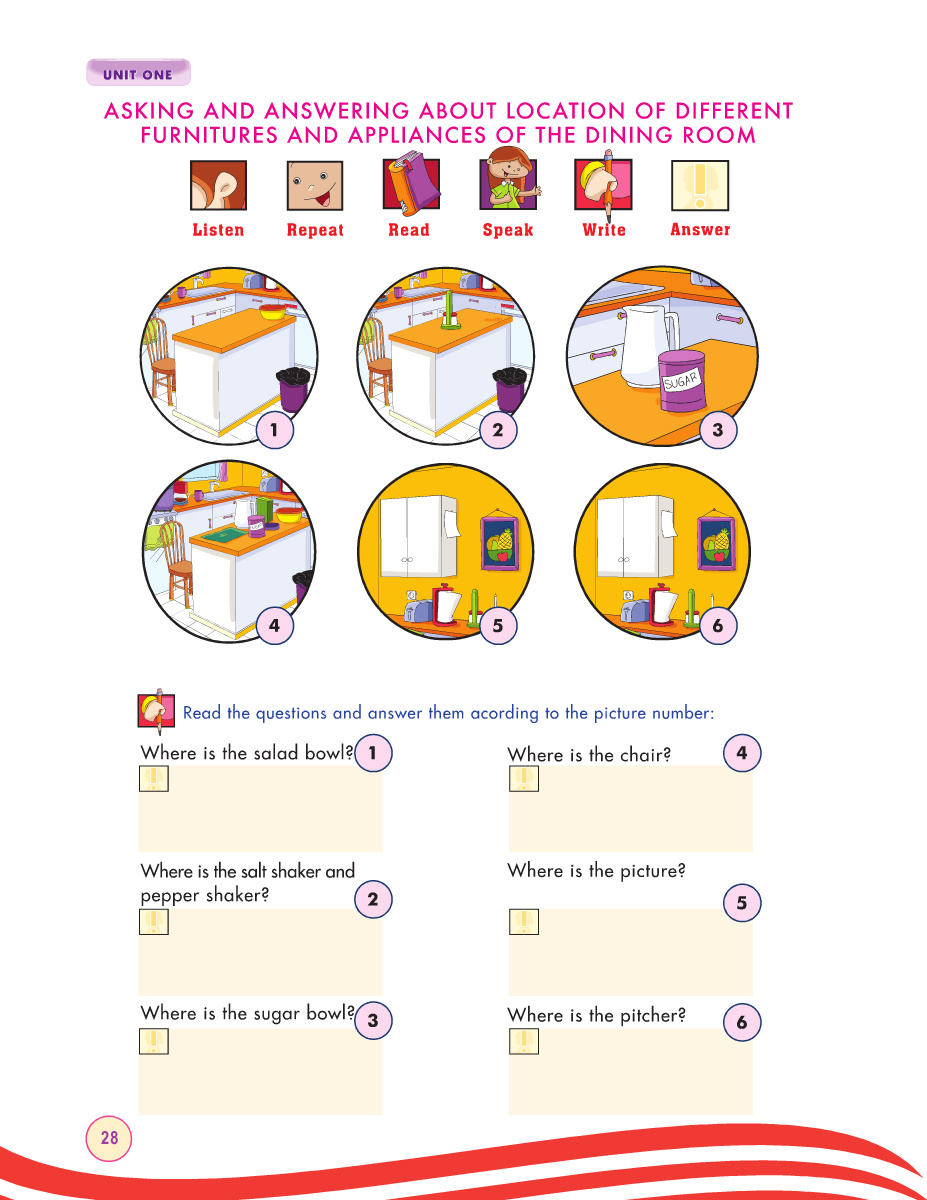 UNIT ONE
ASKING AND ANSWERING ABOUT LOCATION OF DIFFERENT
FURNITURES AND APPLIANCES OF THE DINING ROOM
Listen
Repeat
Read
Speak
Write
Answer
1
2
SUGAR
3
4
5
6
Read the questions and answer them acording to the picture number:
Where is the salad bowl? 1
Where is the chair? 4
Where is the salt shaker and
pepper shaker? 2
Where is the picture?
5
Where is the sugar bowl? 3
Where is the pitcher? 6
28